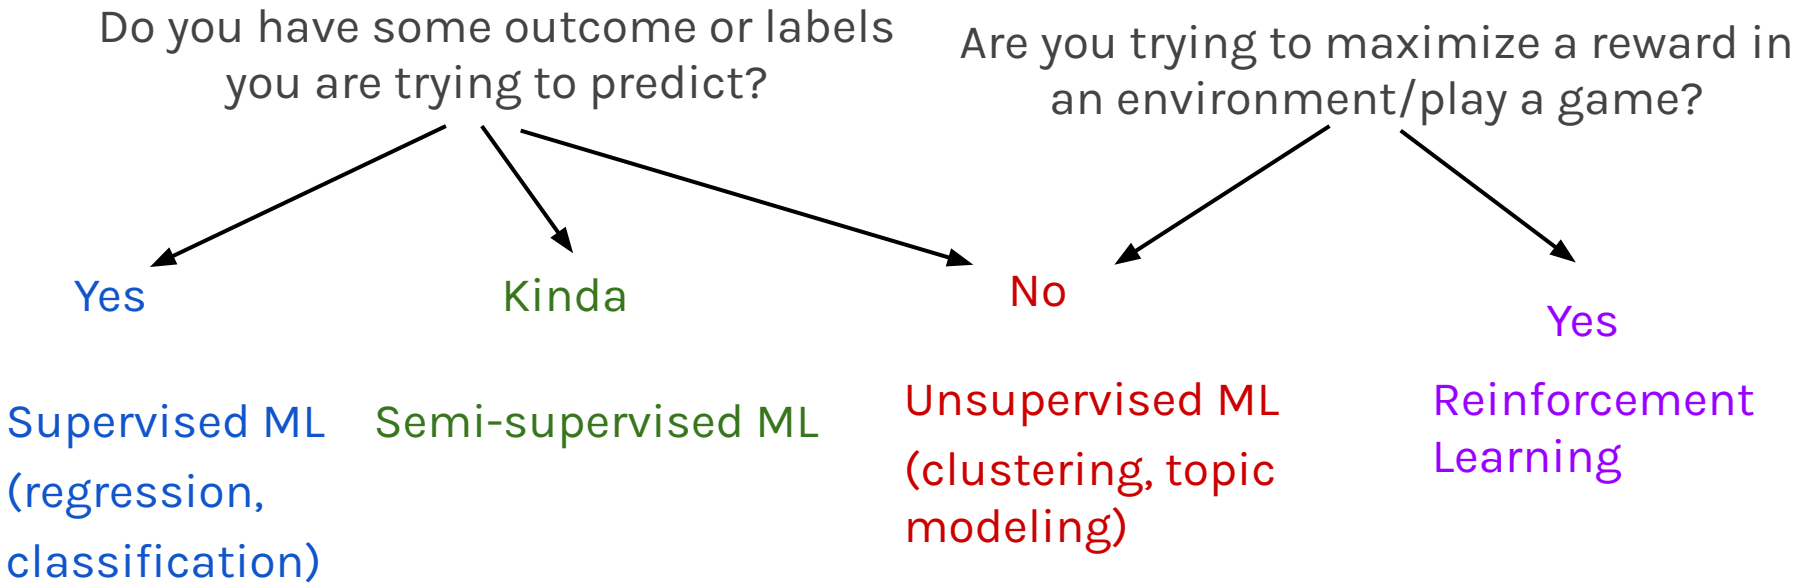 Do you have some outcome or labels
you are trying to predict?
Are you trying to maximize a reward in
an environment/play a game?
Yes
Kinda
No
Yes
Supervised ML
(regression,
classification)
Semi-supervised ML
Unsupervised ML
(clustering, topic
modeling)
Reinforcement
Learning